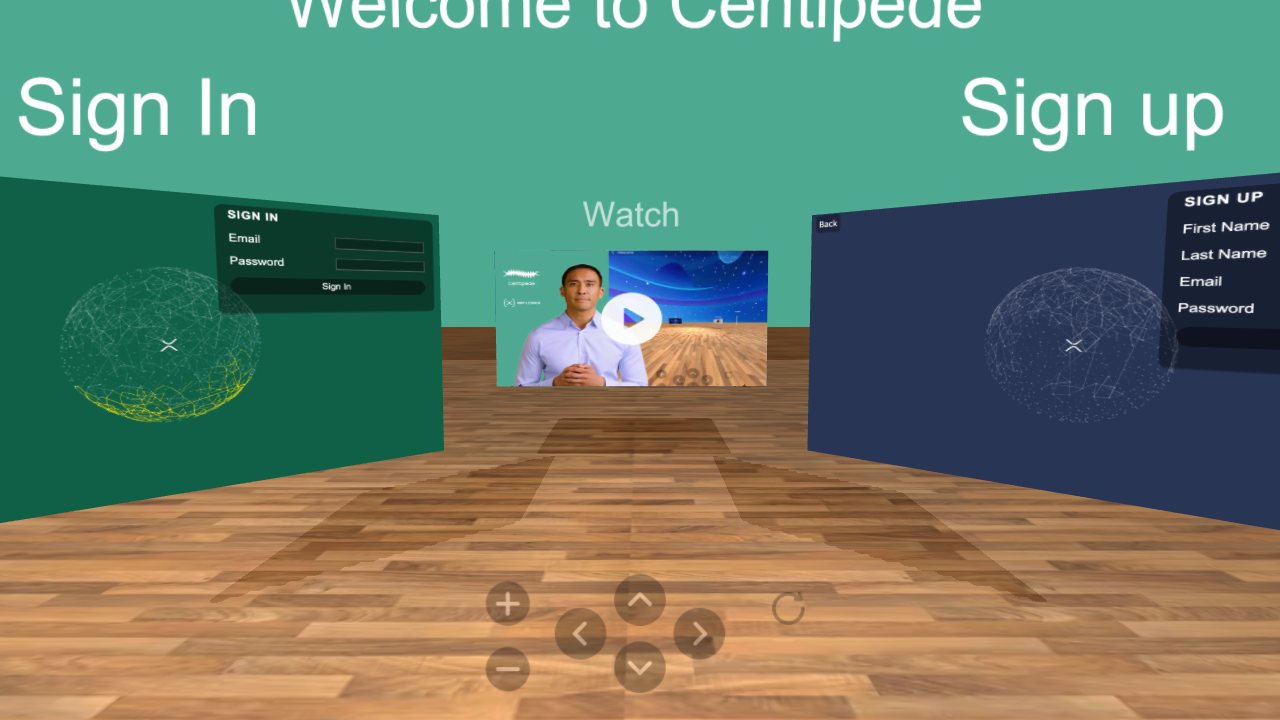 Welcome to Centipede
Sign In
Sign up
Watch
SIGN IN
Email
Password
Sign In
Centipede
Back
SIGN UP
First Name
Last Name
Email
Password